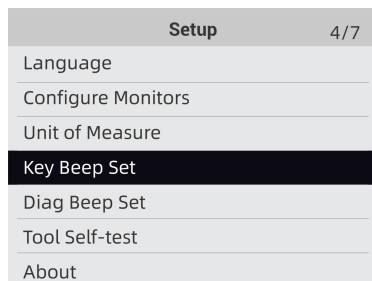 Setup 4/7
Language
Configure Monitors
Unit of Measure
Key Beep Set
Diag Beep Set
Tool Self-test
About